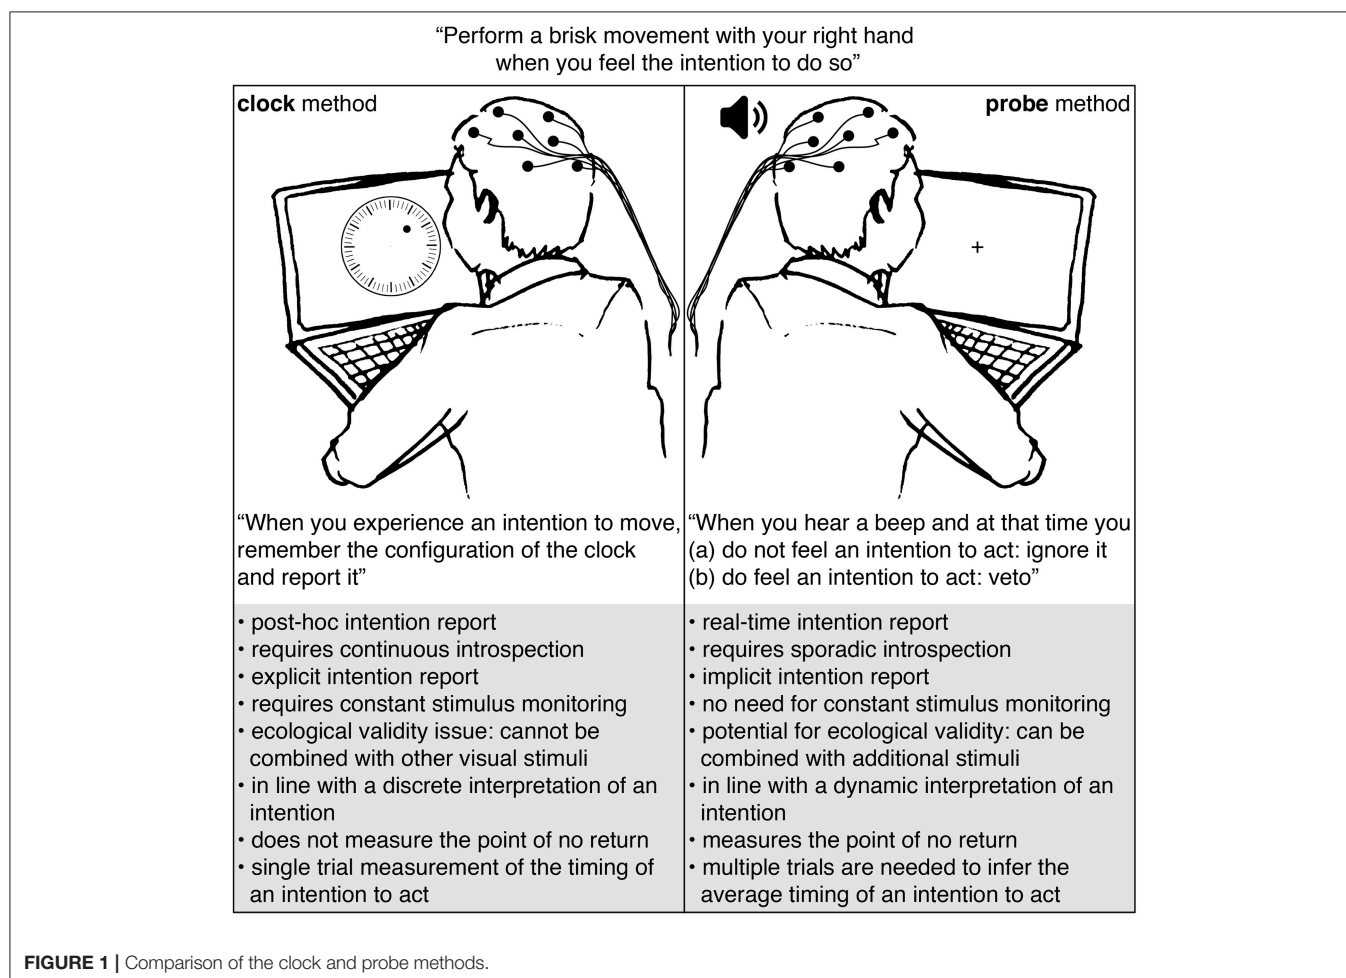 “Perform a brisk movement with your right hand
when you feel the intention to do so”
clock method
probe method
“When you experience an intention to move,
remember the configuration of the clock
and report it”
“When you hear a beep and at that time you
(a) do not feel an intention to act: ignore it
(b) do feel an intention to act: veto”
• post-hoc intention report
• requires continuous introspection
• explicit intention report
• requires constant stimulus monitoring
• ecological validity issue: cannot be
combined with other visual stimuli
• in line with a discrete interpretation of an
intention
• does not measure the point of no return
• single trial measurement of the timing of
an intention to act
• real-time intention report
• requires sporadic introspection
• implicit intention report
• no need for constant stimulus monitoring
• potential for ecological validity: can be
combined with additional stimuli
• in line with a dynamic interpretation of an
intention
• measures the point of no return
• multiple trials are needed to infer the
average timing of an intention to act
FIGURE 1 | Comparison of the clock and probe methods.